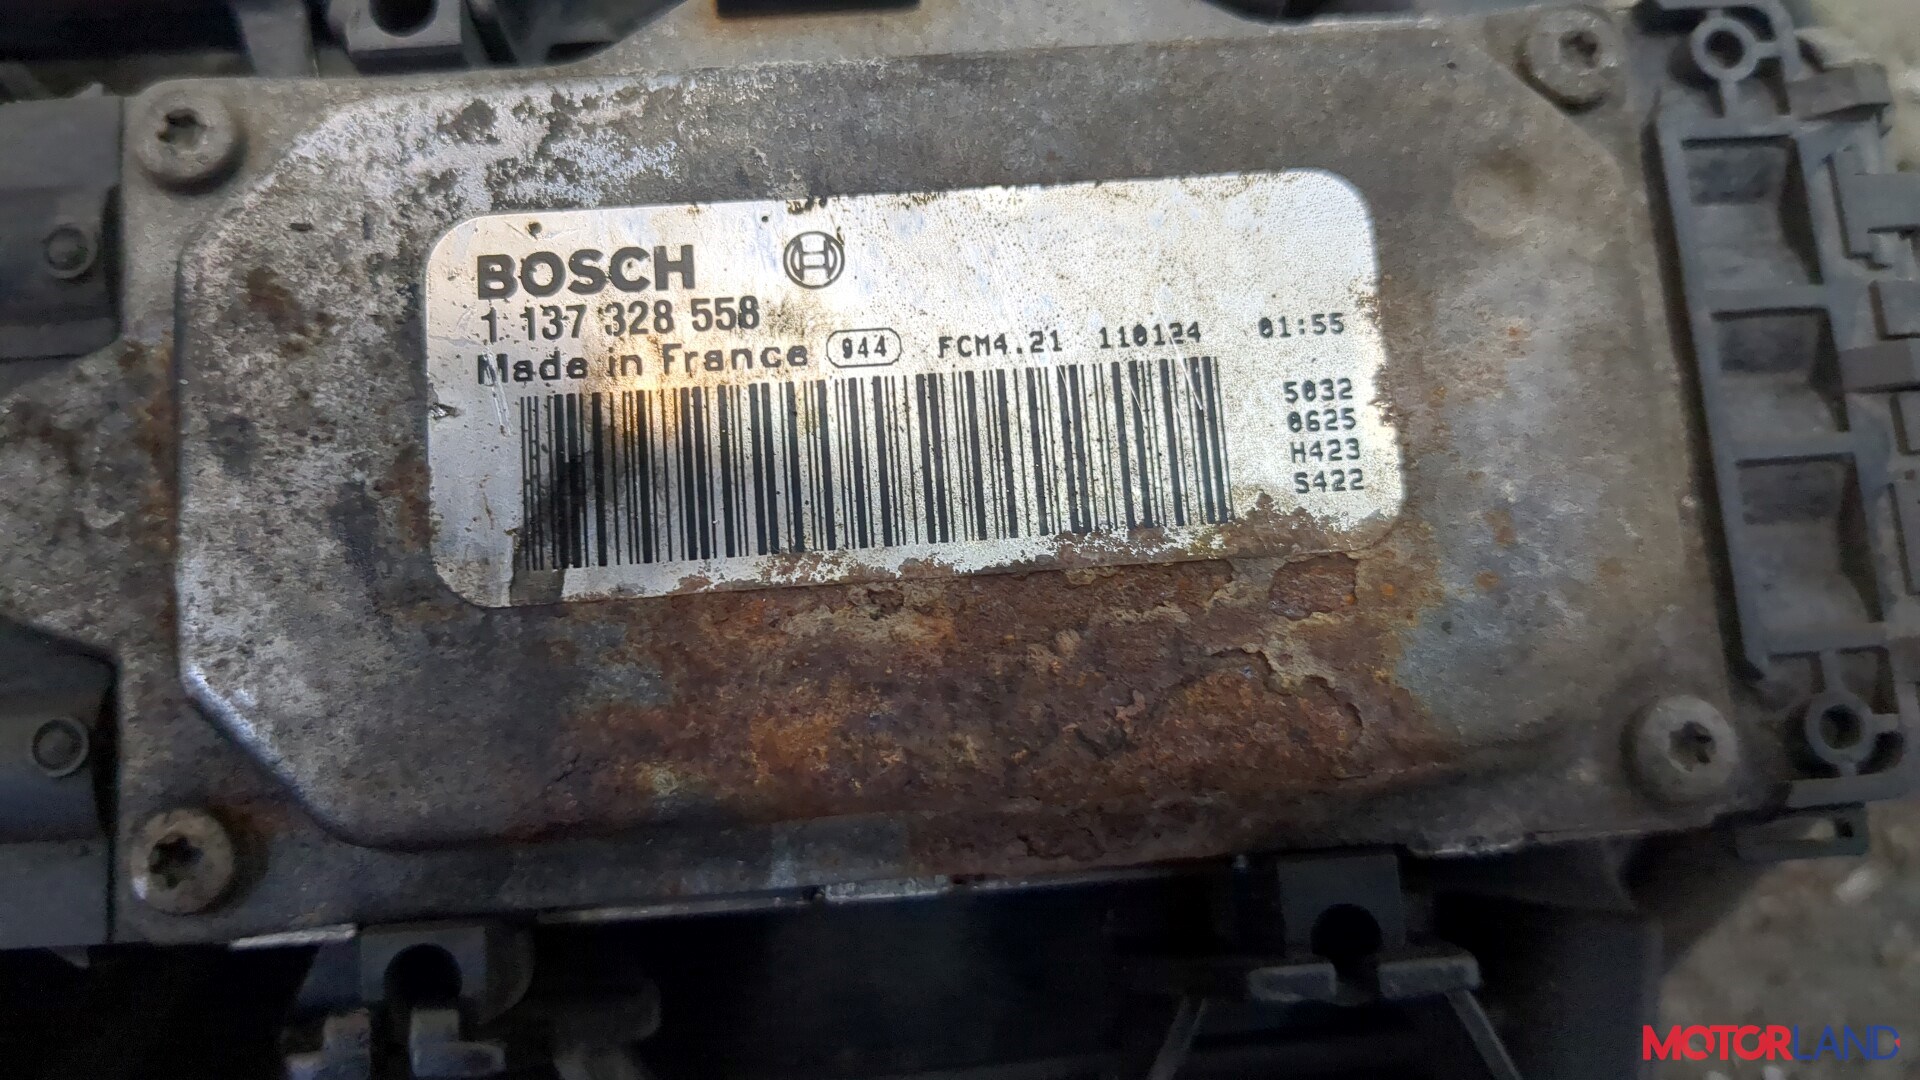 BOSCH
1 137 328 558
Made in France 944 FCM4.21 110124 01:55
5032
0625
H423
S422
MOTORLAND